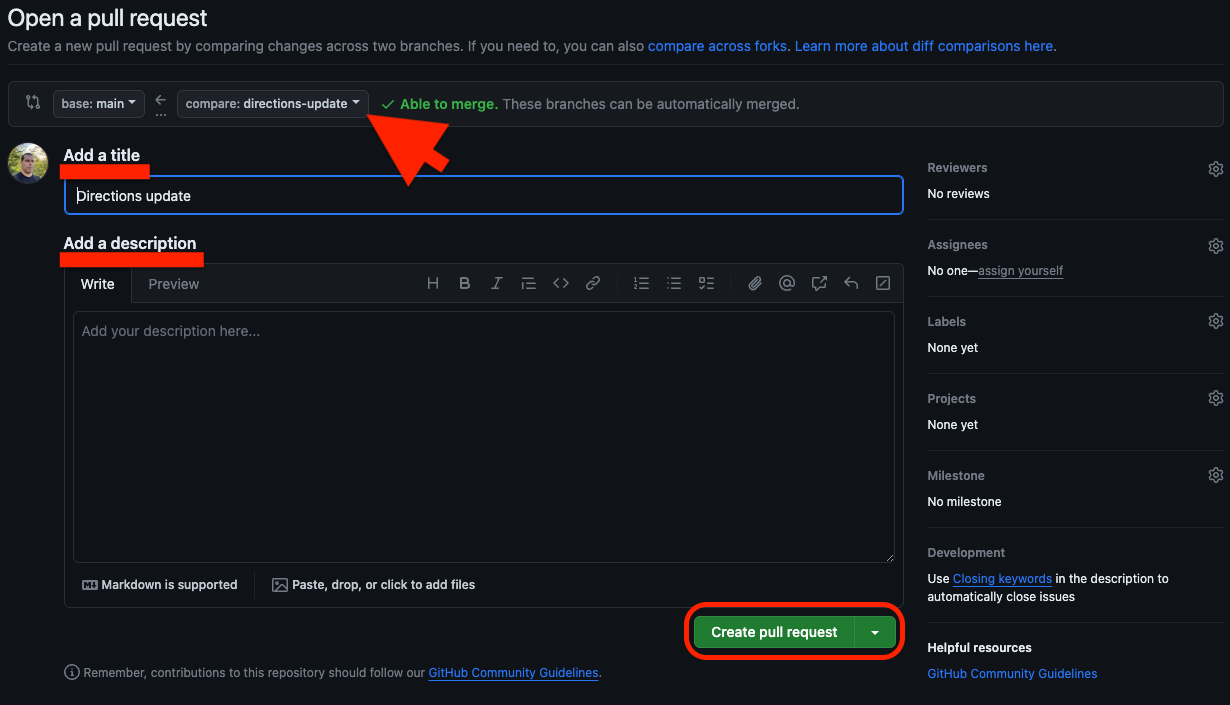 Open a pull request
Create a new pull request by comparing changes across two branches. If you need to, you can also compare across forks. Learn more about diff comparisons here.
base: main
compare: directions-update
Able to merge. These branches can be automatically merged.
Add a title
Directions update
Add a description
Write
Preview
Add your description here...
Markdown is supported
Paste, drop, or click to add files
Create pull request
Remember, contributions to this repository should follow our GitHub Community Guidelines.
Reviewers
No reviews
Assignees
No one—assign yourself
Labels
None yet
Projects
None yet
Milestone
No milestone
Development
Use Closing keywords in the description to
automatically close issues
Helpful resources
GitHub Community Guidelines